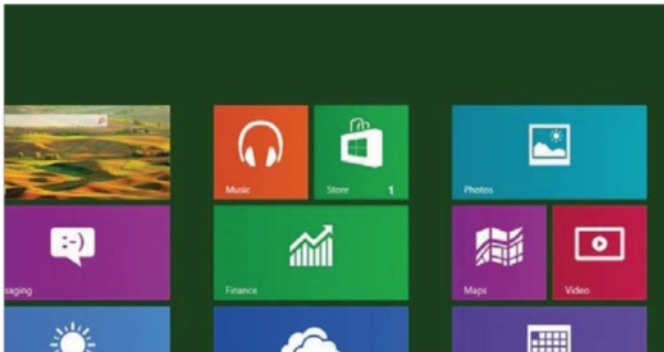 Music
Store 1
Photos
:-)
saging
Finance
Maps
Video